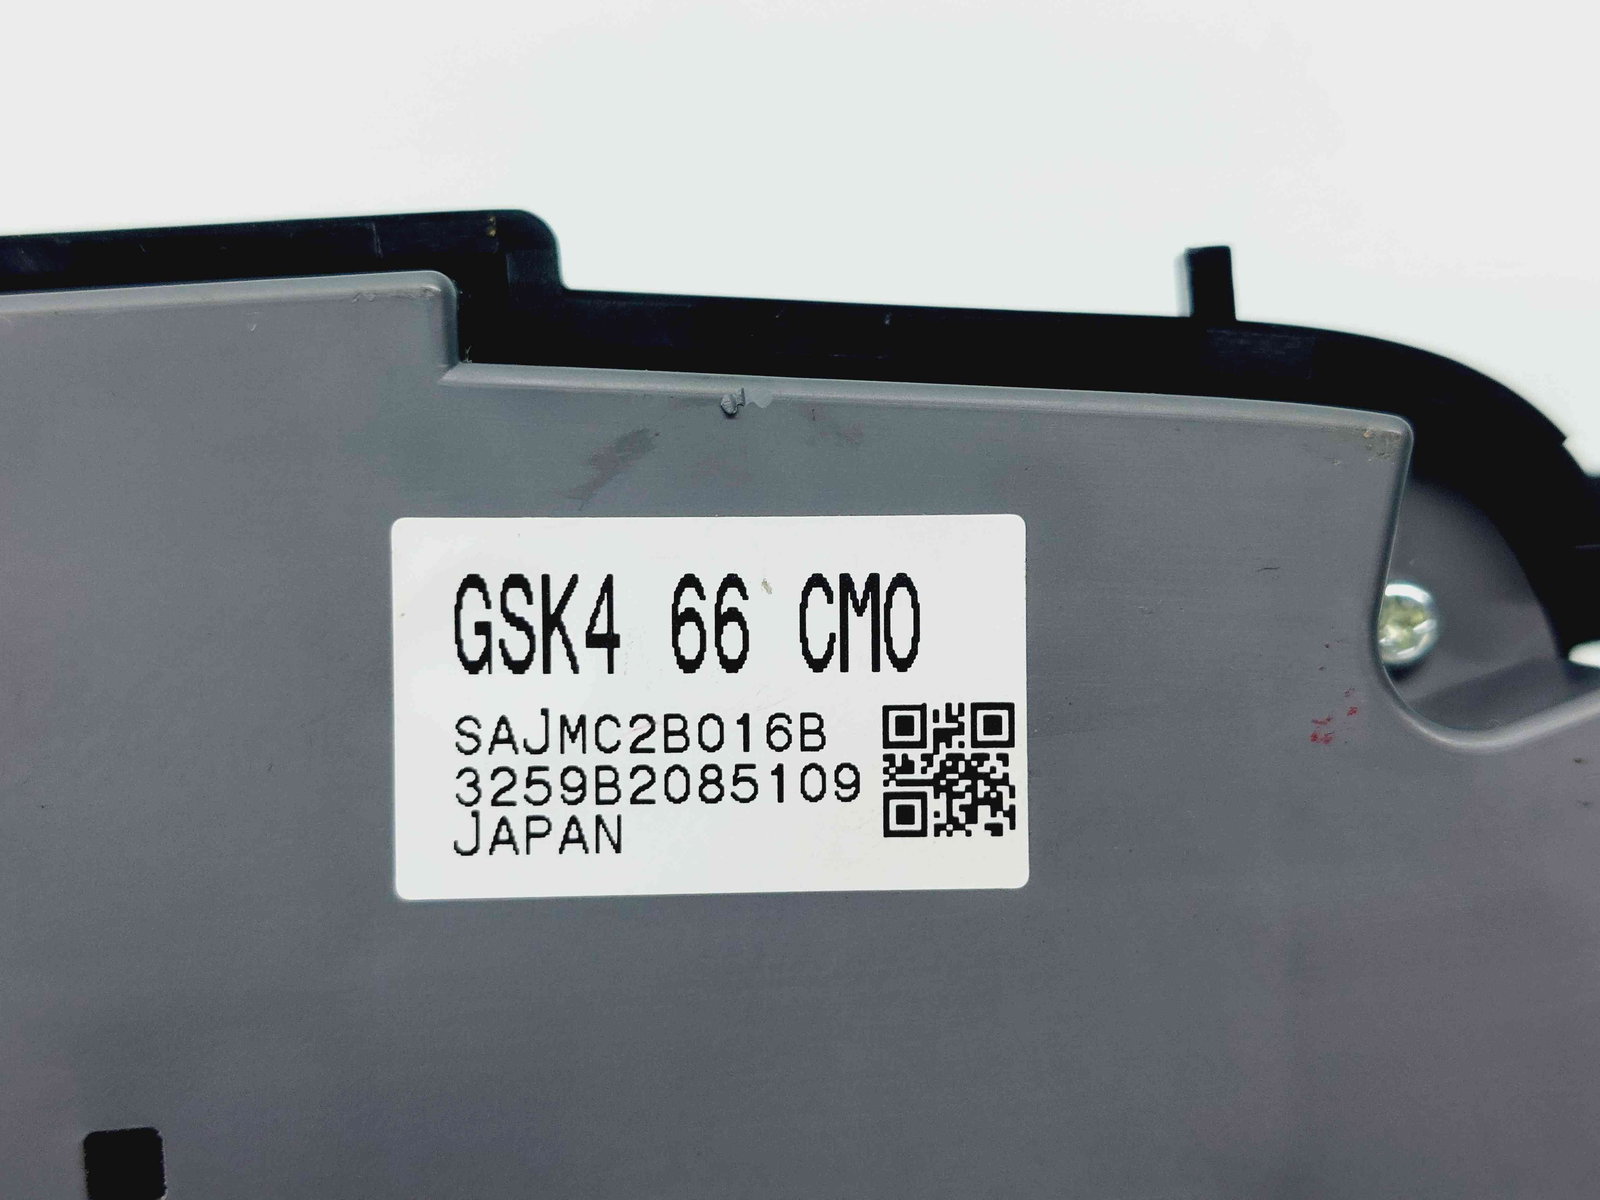 GSK4 66 CM0
SAJMC2B016B
3259B2085109
JAPAN